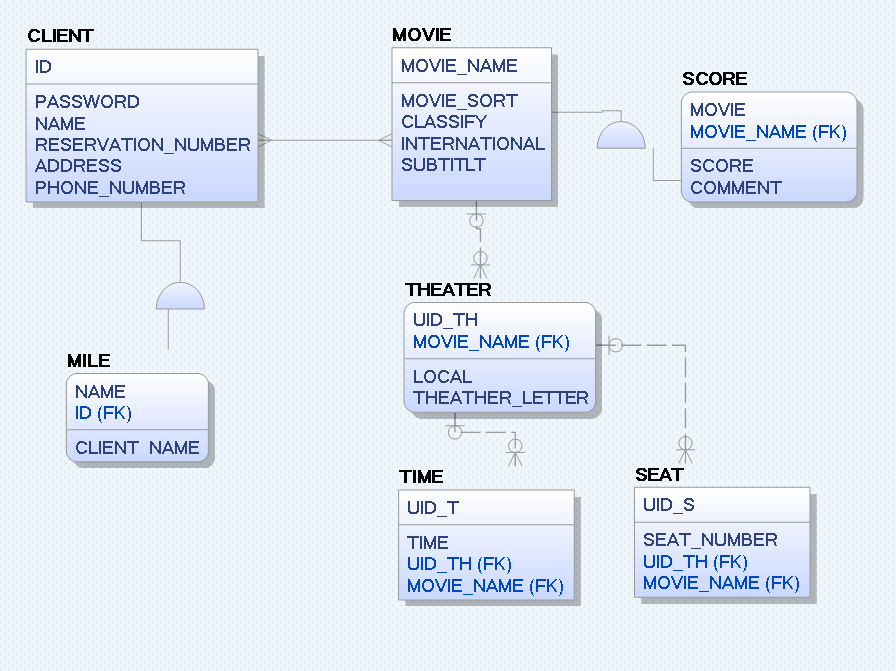 CLIENT
ID
PASSWORD
NAME
RESERVATION_NUMBER
ADDRESS
PHONE_NUMBER
MOVIE
MOVIE_NAME
MOVIE_SORT
CLASSIFY
INTERNATIONAL
SUBTITLT
SCORE
MOVIE
MOVIE_NAME (FK)
SCORE
COMMENT
THEATER
UID_TH
MOVIE_NAME (FK)
LOCAL
THEATHER_LETTER
MILE
NAME
ID (FK)
CLIENT_NAME
TIME
UID_T
TIME
UID_TH (FK)
MOVIE_NAME (FK)
SEAT
UID_S
SEAT_NUMBER
UID_TH (FK)
MOVIE_NAME (FK)